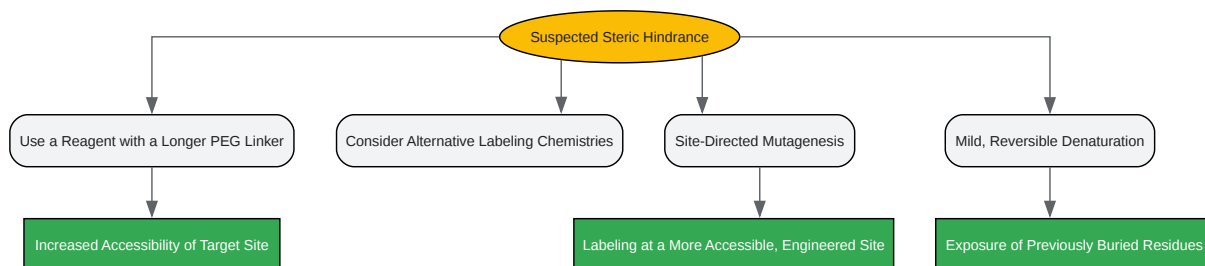 Suspected Steric Hindrance
Use a Reagent with a Longer PEG Linker
Consider Alternative Labeling Chemistries
Site-Directed Mutagenesis
Mild, Reversible Denaturation
Increased Accessibility of Target Site
Labeling at a More Accessible, Engineered Site
Exposure of Previously Buried Residues